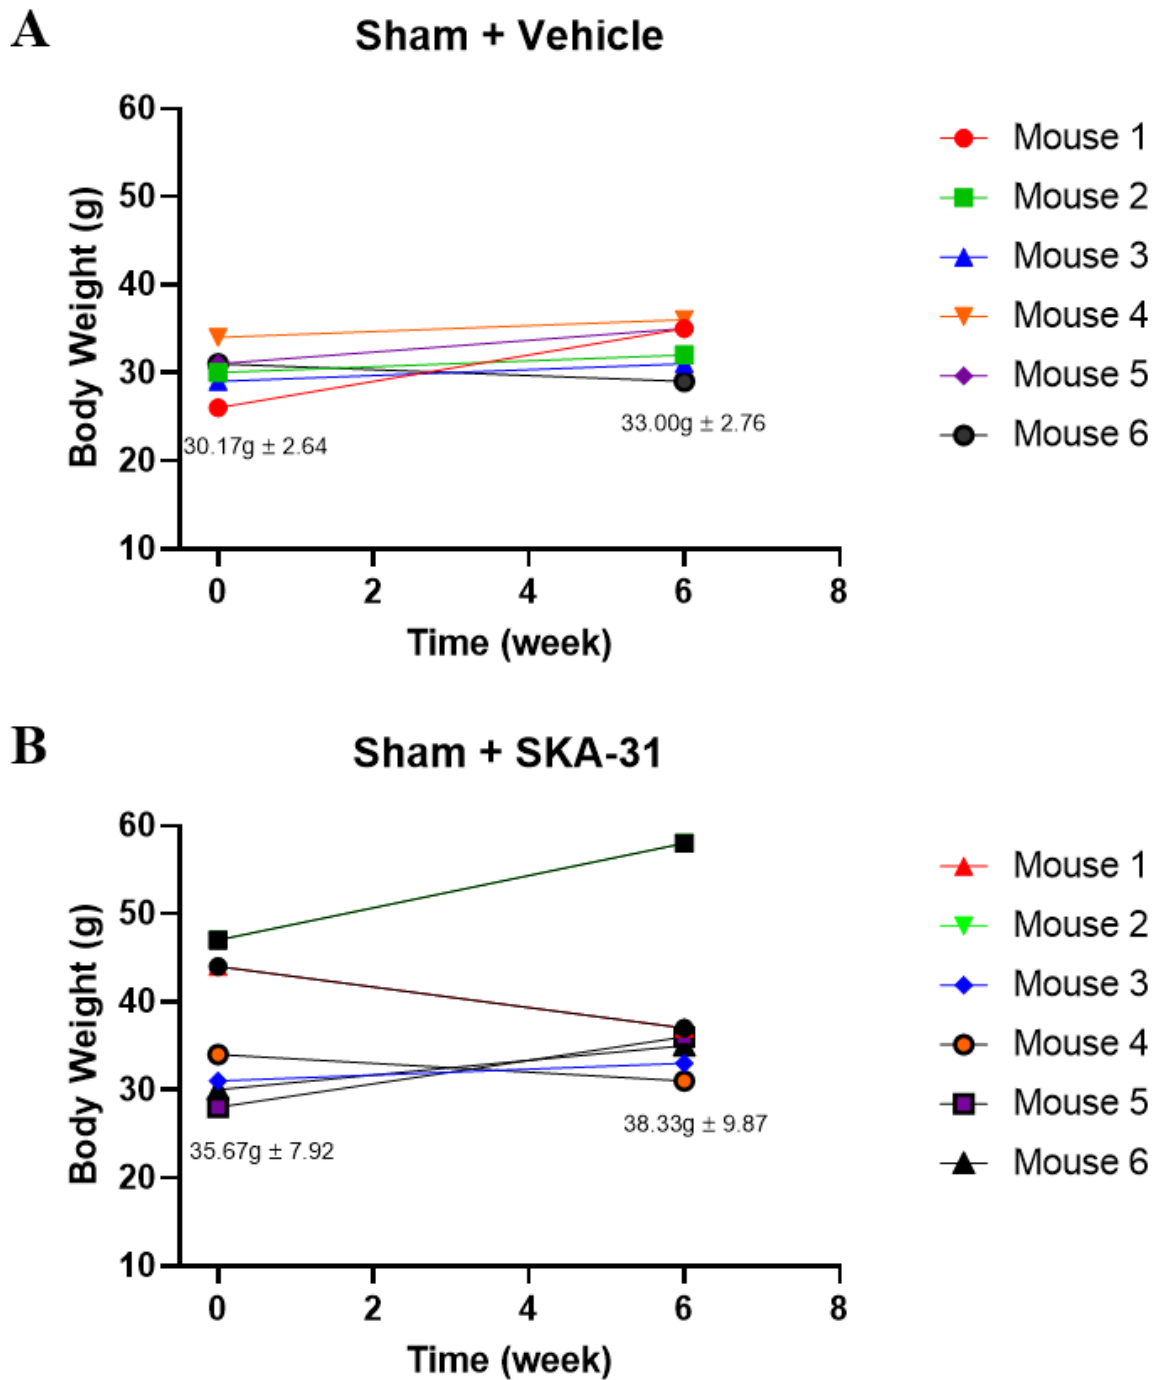 A
Sham + Vehicle
60
50
40
30
20
10
Body Weight (g)
30.17g ± 2.64
33.00g ± 2.76
0 2 4 6 8
Time (week)
Mouse 1
Mouse 2
Mouse 3
Mouse 4
Mouse 5
Mouse 6
B
Sham + SKA-31
60
50
40
30
20
10
Body Weight (g)
35.67g ± 7.92
38.33g ± 9.87
0 2 4 6 8
Time (week)
Mouse 1
Mouse 2
Mouse 3
Mouse 4
Mouse 5
Mouse 6